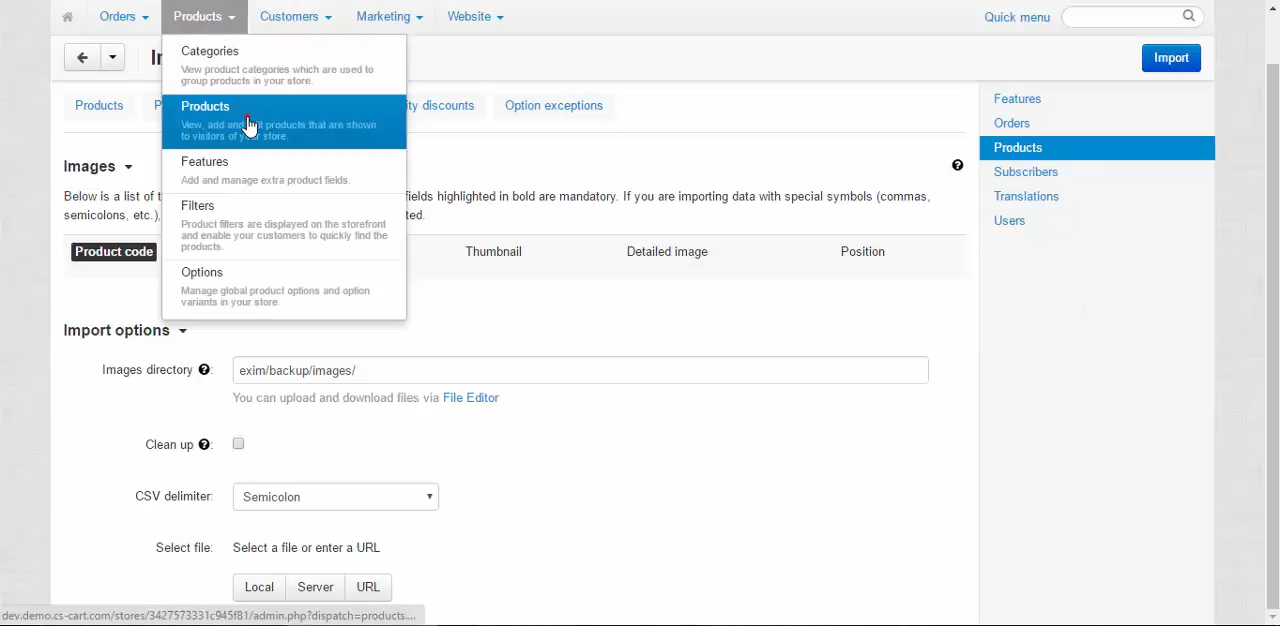 Orders
Products
Customers
Marketing
Website
Quick menu
Import
Categories
View product categories which are used to
group products in your store.
Products
View, add and edit products that are shown
to visitors of your store.
Features
Add and manage extra product fields.
Filters
Product filters are displayed on the storefront
and enable your customers to quickly find the
products.
Options
Manage global product options and option
variants in your store.
Products
ity discounts
Option exceptions
Features
Orders
Products
Subscribers
Translations
Users
Images
Below is a list of t fields highlighted in bold are mandatory. If you are importing data with special symbols (commas,
semicolons, etc.), ted.
Product code
Thumbnail
Detailed image
Position
Import options
Images directory ?:
exim/backup/images/
You can upload and download files via File Editor
Clean up ?:
CSV delimiter:
Semicolon
Select file:
Select a file or enter a URL
Local
Server
URL
dev.demo.cs-cart.com/stores/3427573331c945f81/admin.php?dispatch=products....